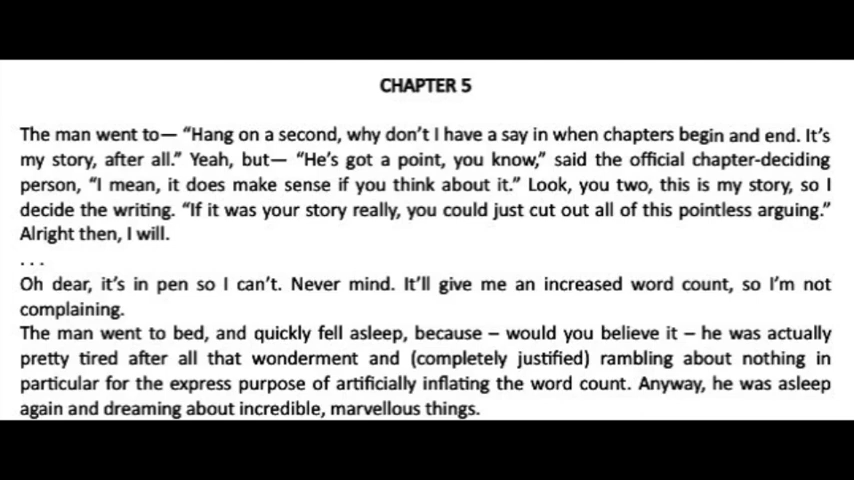 CHAPTER 5
The man went to— “Hang on a second, why don’t I have a say in when chapters begin and end. It’s
my story, after all.” Yeah, but— “He’s got a point, you know,” said the official chapter-deciding
person, “I mean, it does make sense if you think about it.” Look, you two, this is my story, so I
decide the writing. “If it was your story really, you could just cut out all of this pointless arguing.”
Alright then, I will.
. . .
Oh dear, it’s in pen so I can’t. Never mind. It’ll give me an increased word count, so I’m not
complaining.
The man went to bed, and quickly fell asleep, because – would you believe it – he was actually
pretty tired after all that wonderment and (completely justified) rambling about nothing in
particular for the express purpose of artificially inflating the word count. Anyway, he was asleep
again and dreaming about incredible, marvellous things.